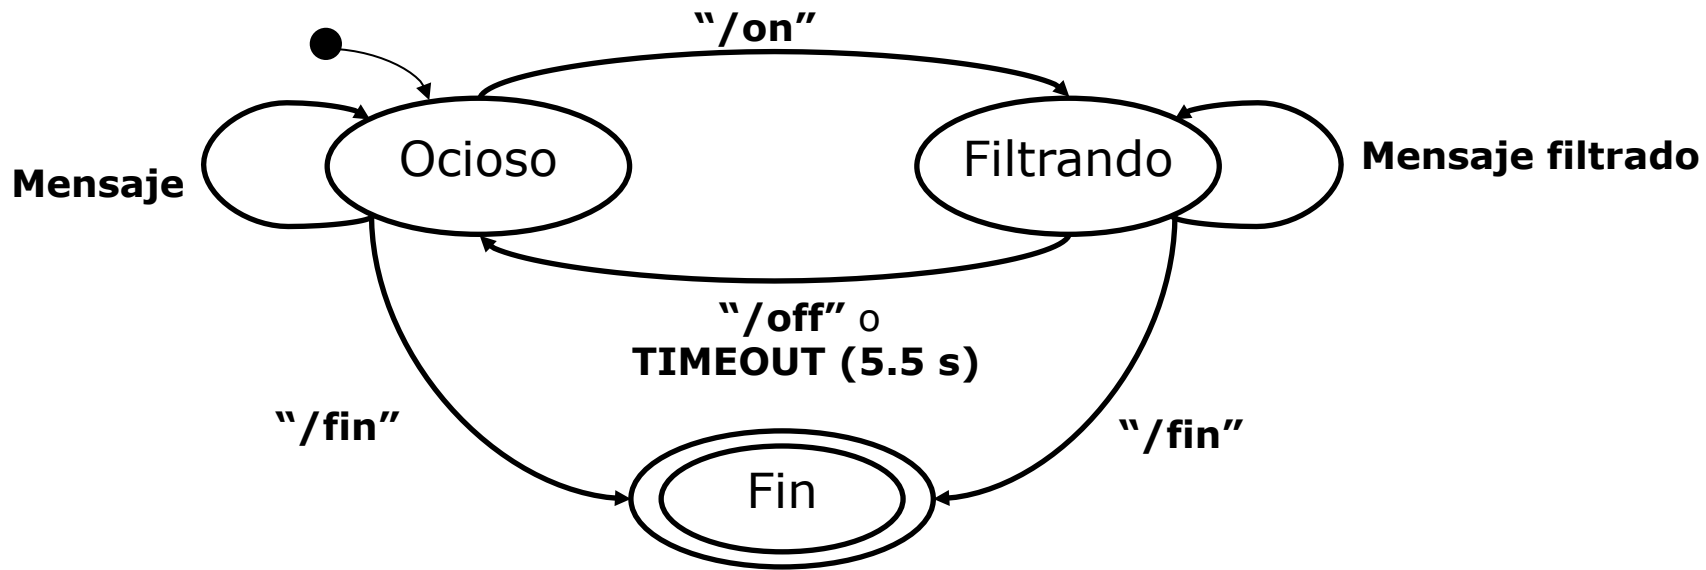 “/on”
Ocioso
Filtrando
Mensaje
Mensaje filtrado
“/off” o
TIMEOUT (5.5 s)
“/fin”
“/fin”
Fin